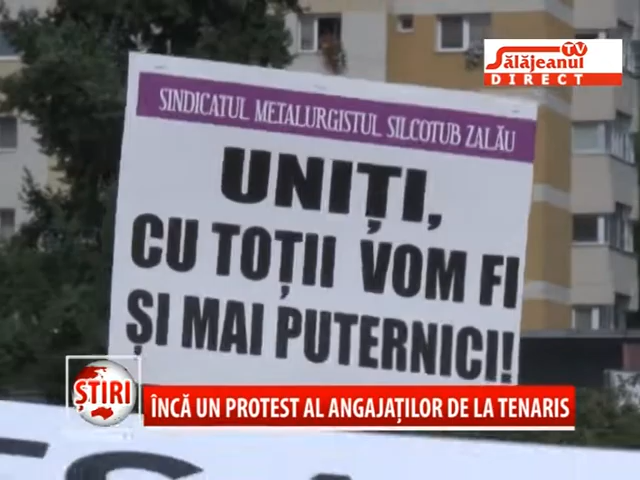 Sălăjeanul TV
DIRECT
SINDICATUL METALURGISTUL SILCOTUB ZALĂU
UNIȚI,
CU TOȚII VOM FI
ȘI MAI PUTERNICI!
ȘTIRI
ÎNCĂ UN PROTEST AL ANGAJAȚILOR DE LA TENARIS